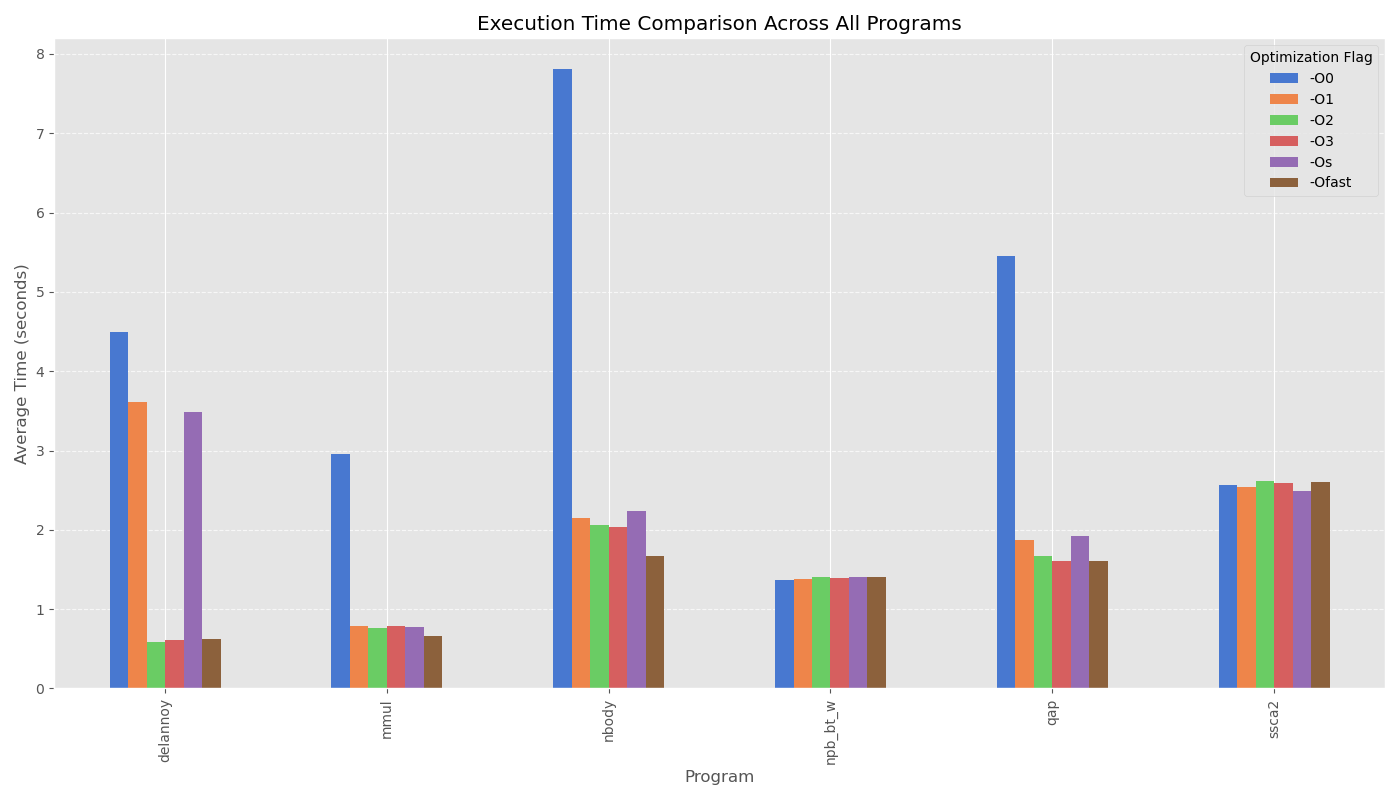 Execution Time Comparison Across All Programs
Optimization Flag
-O0
-O1
-O2
-O3
-Os
-Ofast
Average Time (seconds)
8
7
6
5
4
3
2
1
0
delannoy
mmul
nbody
npb_bt_w
qap
ssca2
Program